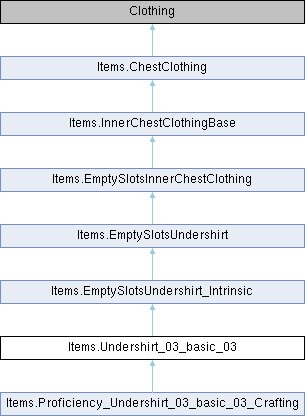 Clothing
Items.ChestClothing
Items.InnerChestClothingBase
Items.EmptySlotsInnerChestClothing
Items.EmptySlotsUndershirt
Items.EmptySlotsUndershirt_Intrinsic
Items.Undershirt_03_basic_03
Items.Proficiency_Undershirt_03_basic_03_Crafting